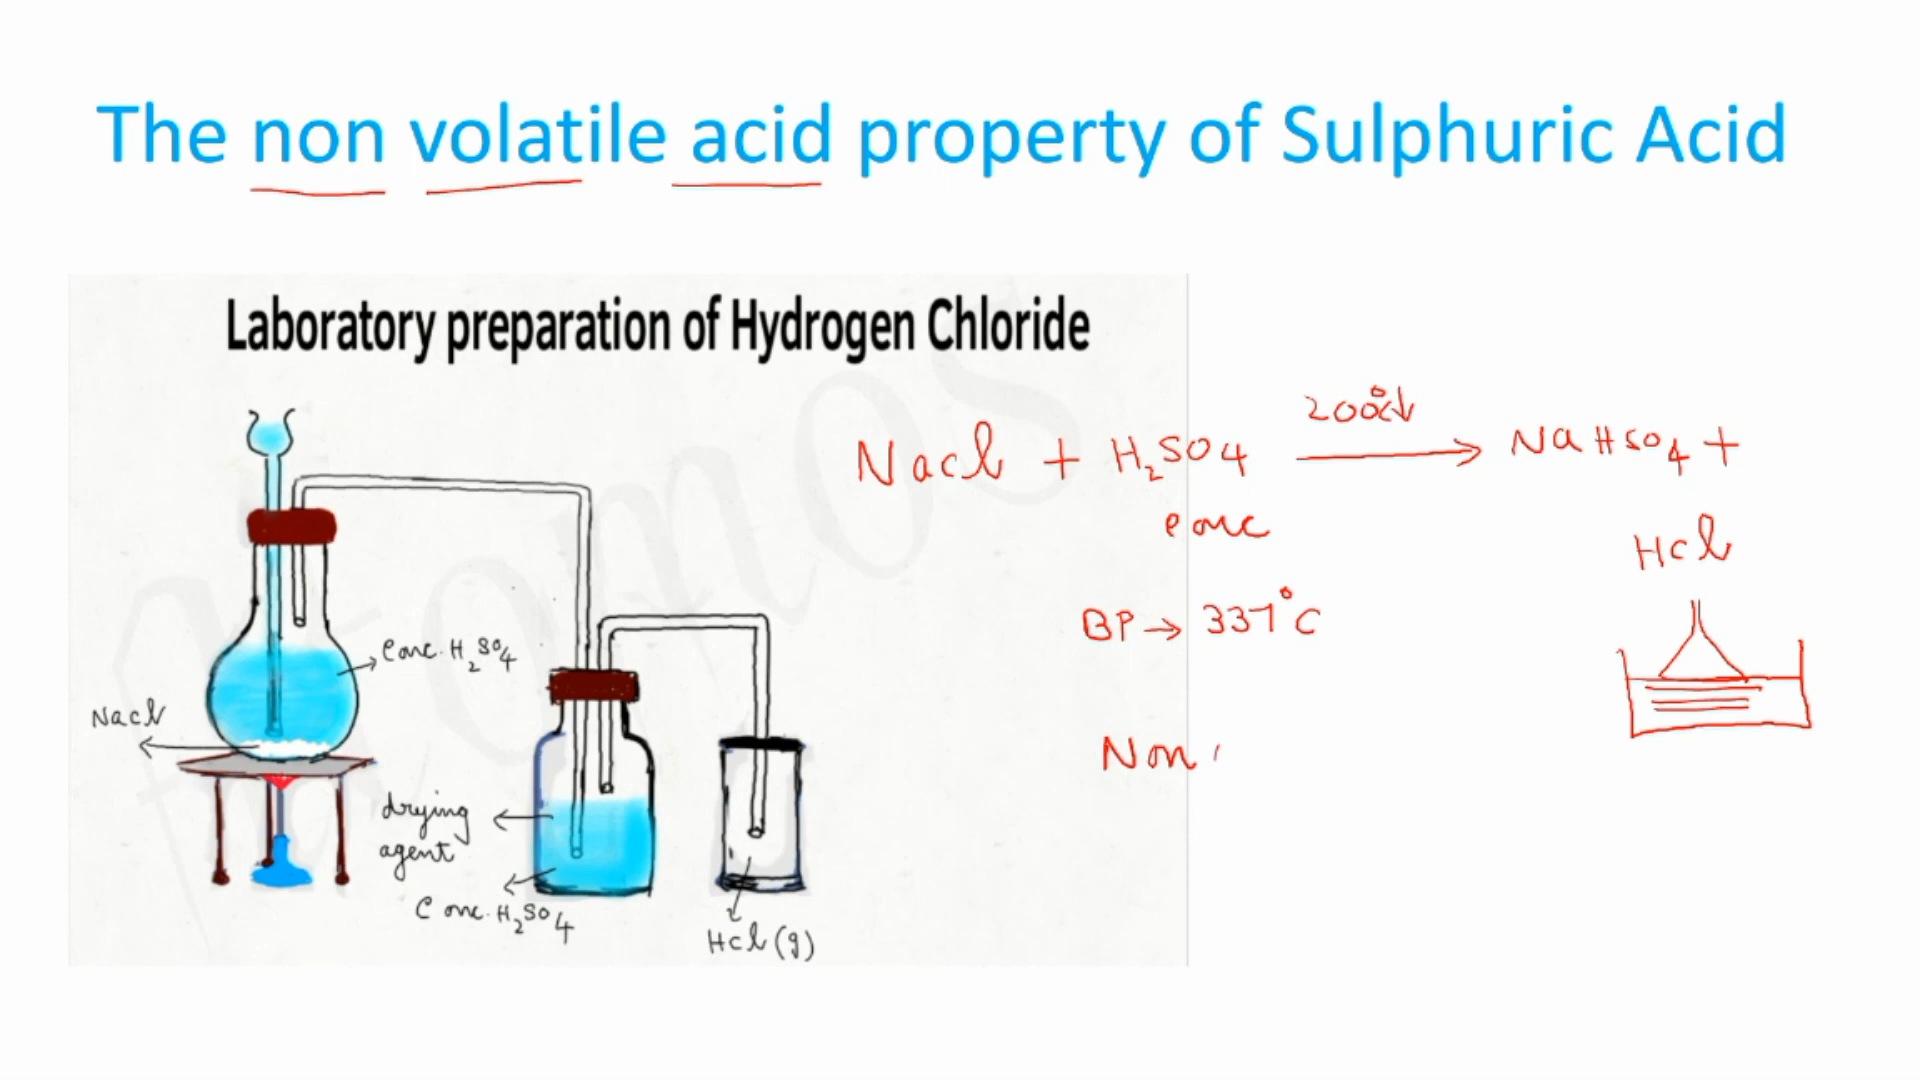 The non volatile acid property of Sulphuric Acid
Laboratory preparation of Hydrogen Chloride
Nacl + H₂SO₄ 200°C↓ → NaHSO₄ +
conc
Hcl
BP → 337°C
Non
Conc. H₂SO₄
Nacl
drying
agent
Conc. H₂SO₄
Hcl (g)